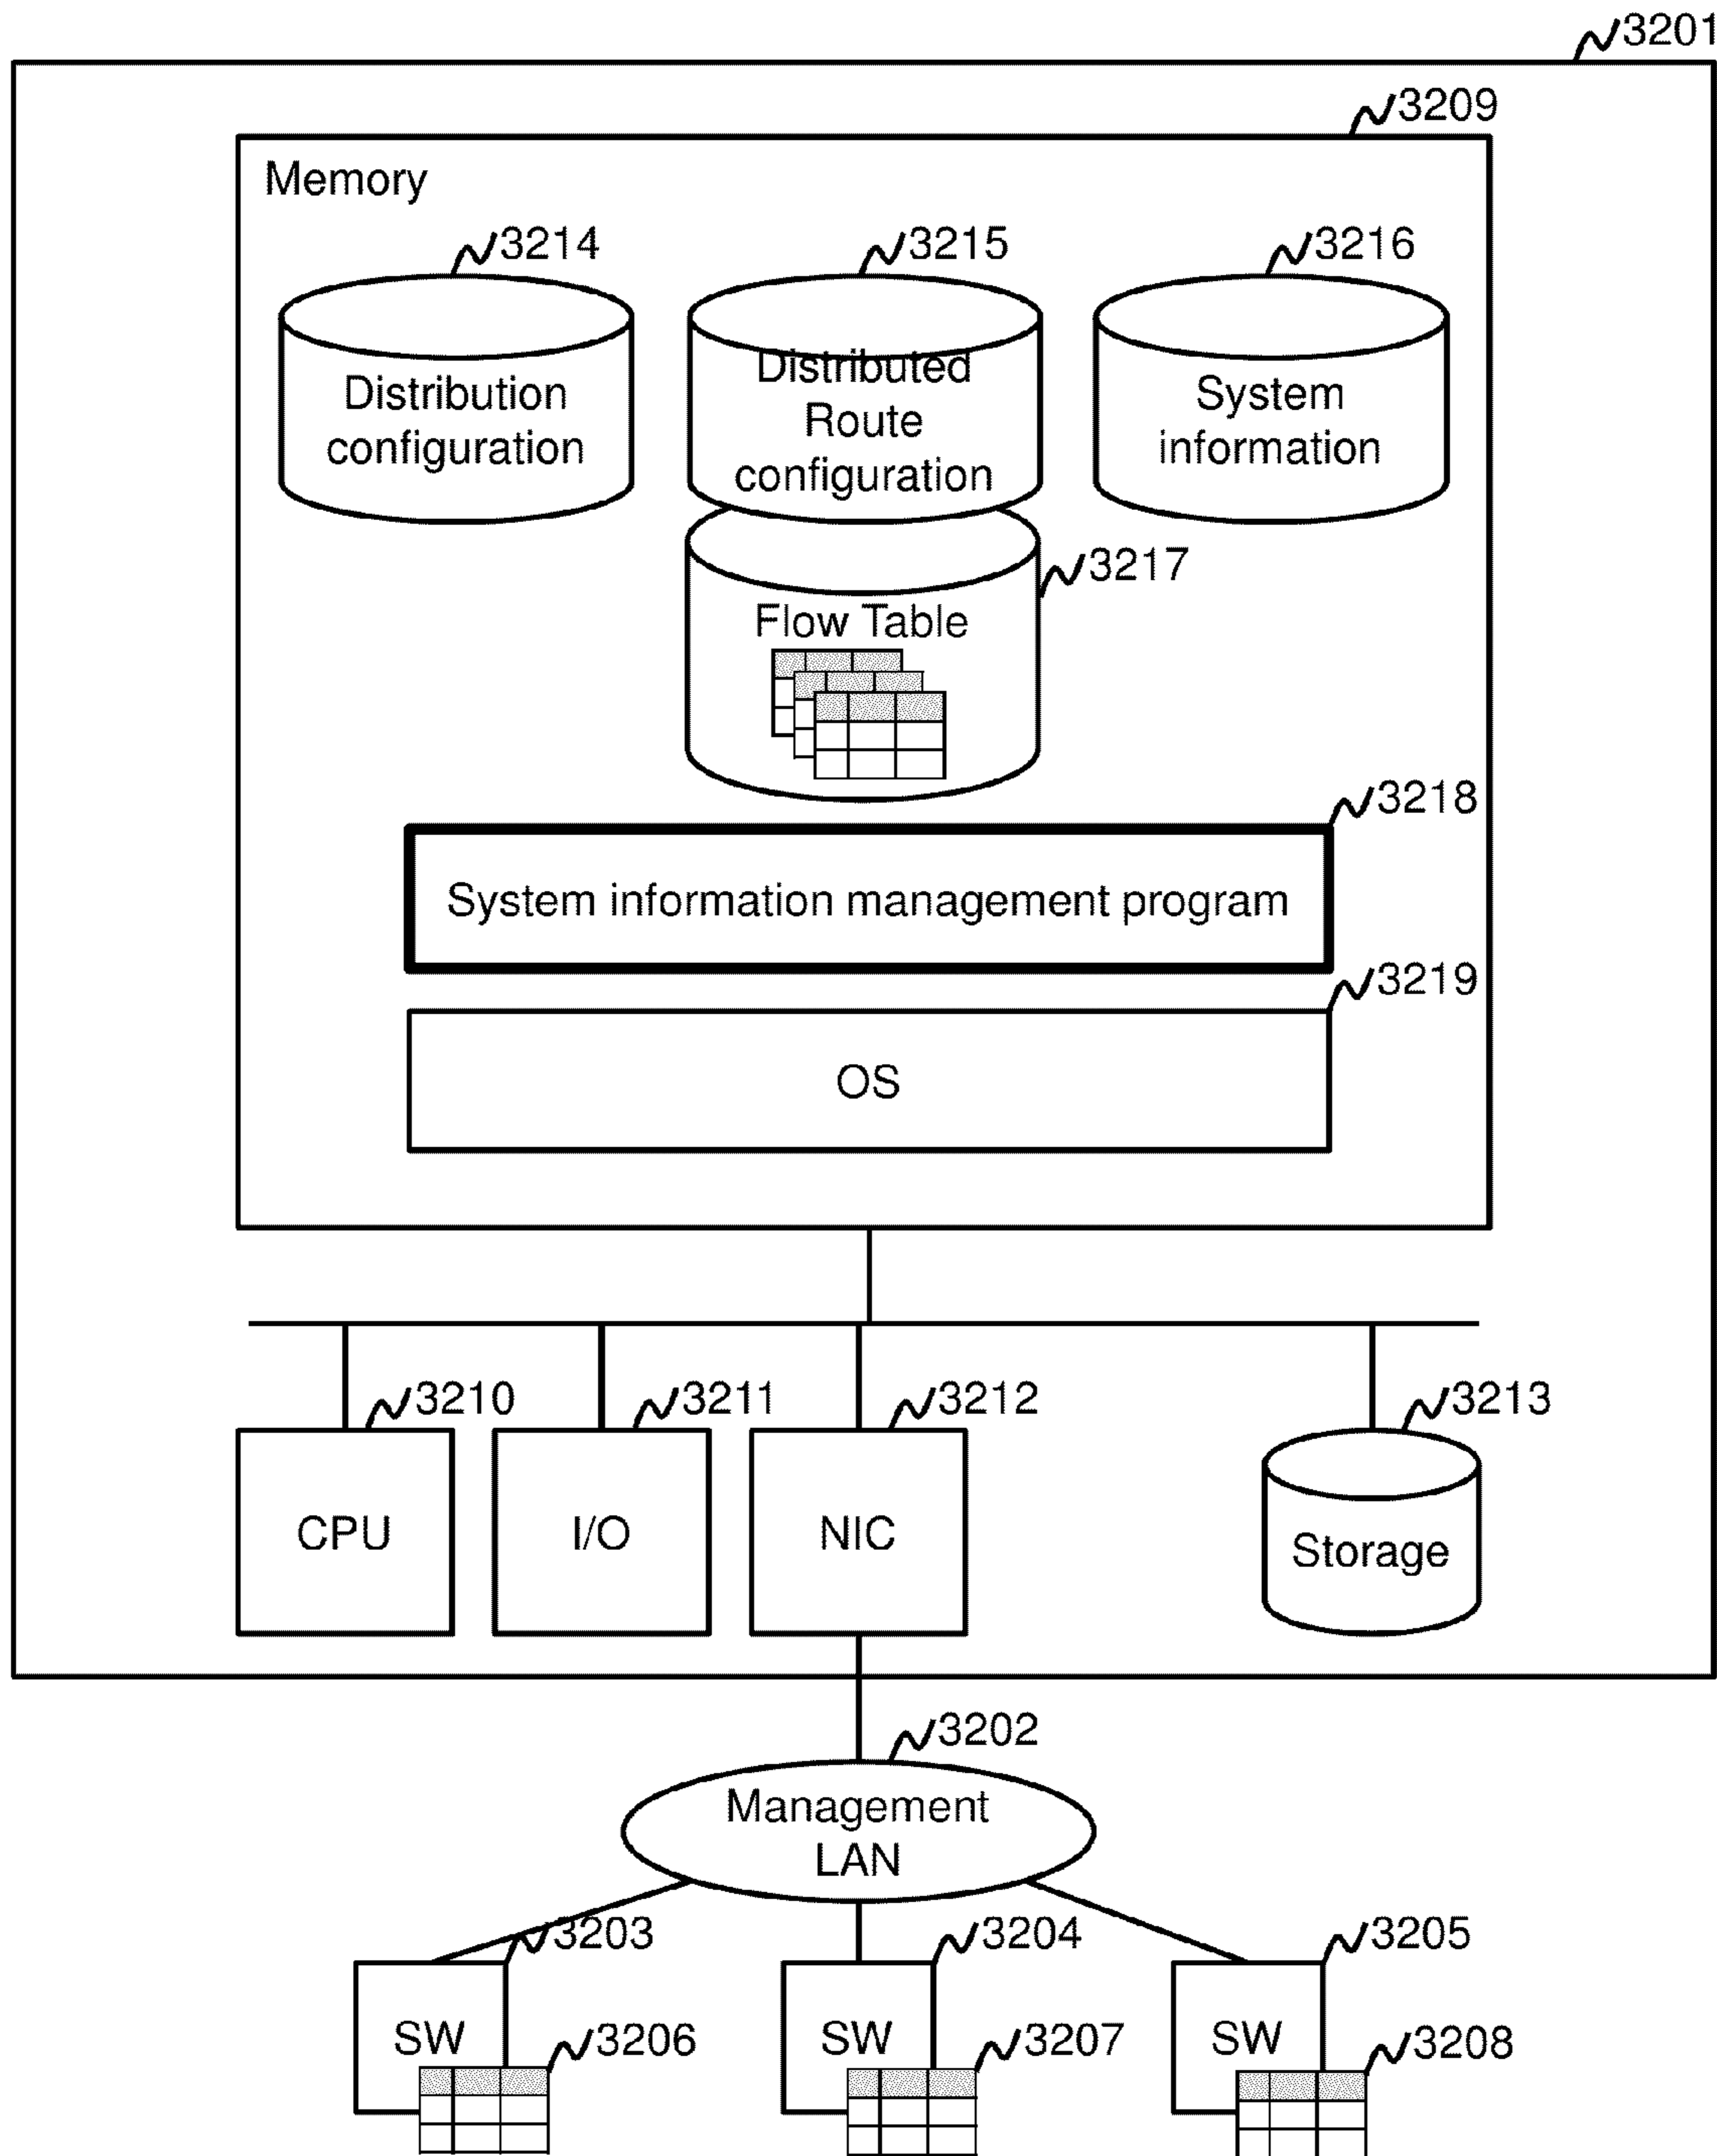 3201
3209
Memory
3214
3215
3216
Distribution
configuration
Distributed
Route
configuration
System
information
3217
Flow Table
3218
System information management program
3219
OS
3210
3211
3212
3213
CPU
I/O
NIC
Storage
3202
Management
LAN
3203
3204
3205
SW
SW
SW
3206
3207
3208